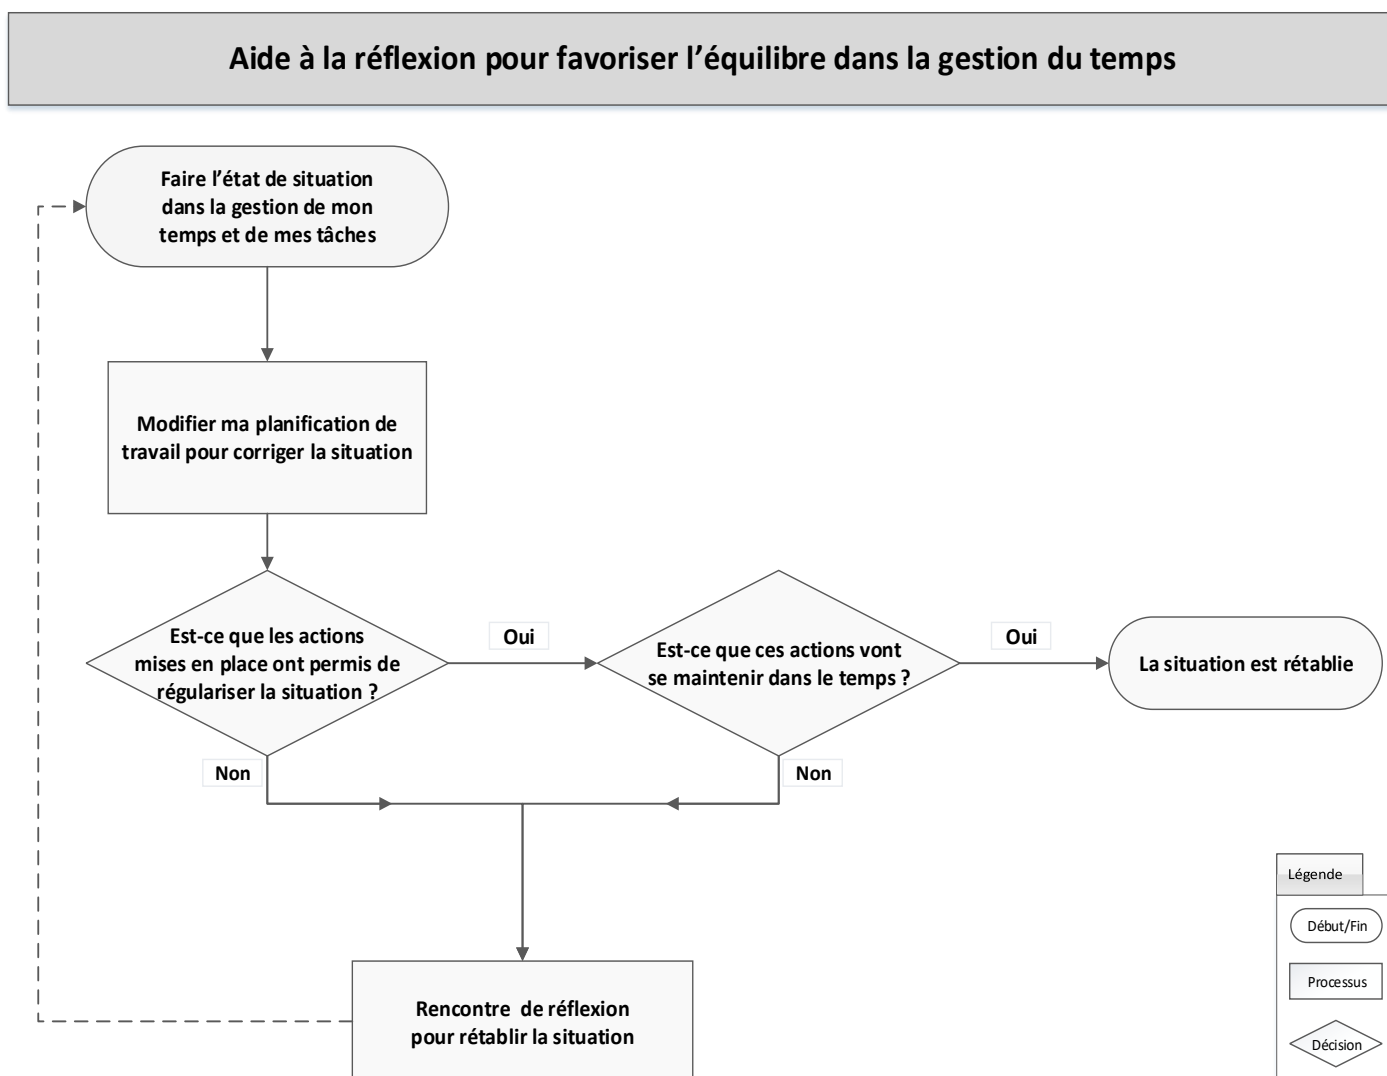 Aide à la réflexion pour favoriser l’équilibre dans la gestion du temps
Faire l’état de situation
dans la gestion de mon
temps et de mes tâches
Modifier ma planification de
travail pour corriger la situation
Est-ce que les actions
mises en place ont permis de
régulariser la situation ?
Oui
Est-ce que ces actions vont
se maintenir dans le temps ?
Oui
La situation est rétablie
Non
Non
Rencontre de réflexion
pour rétablir la situation
Légende
Début/Fin
Processus
Décision